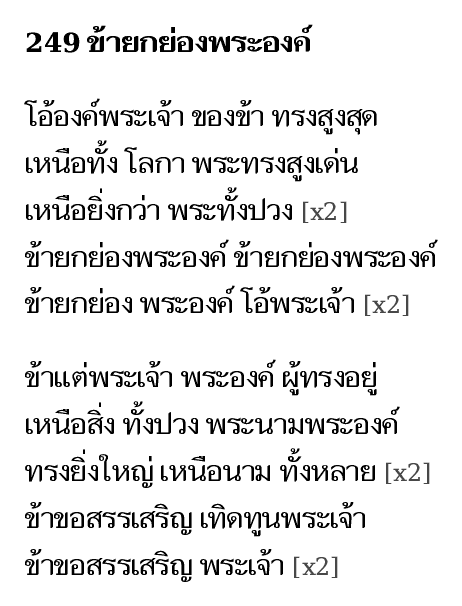 249 ข้ายกย่องพระองค์
โอ้องค์พระเจ้า ของข้า ทรงสูงสุด
เหนือทั้ง โลกา พระทรงสูงเด่น
เหนือยิ่งกว่า พระทั้งปวง [x2]
ข้ายกย่องพระองค์ ข้ายกย่องพระองค์
ข้ายกย่อง พระองค์ โอ้พระเจ้า [x2]
ข้าแต่พระเจ้า พระองค์ ผู้ทรงอยู่
เหนือสิ่ง ทั้งปวง พระนามพระองค์
ทรงยิ่งใหญ่ เหนือนาม ทั้งหลาย [x2]
ข้าขอสรรเสริญ เทิดทูนพระเจ้า
ข้าขอสรรเสริญ พระเจ้า [x2]